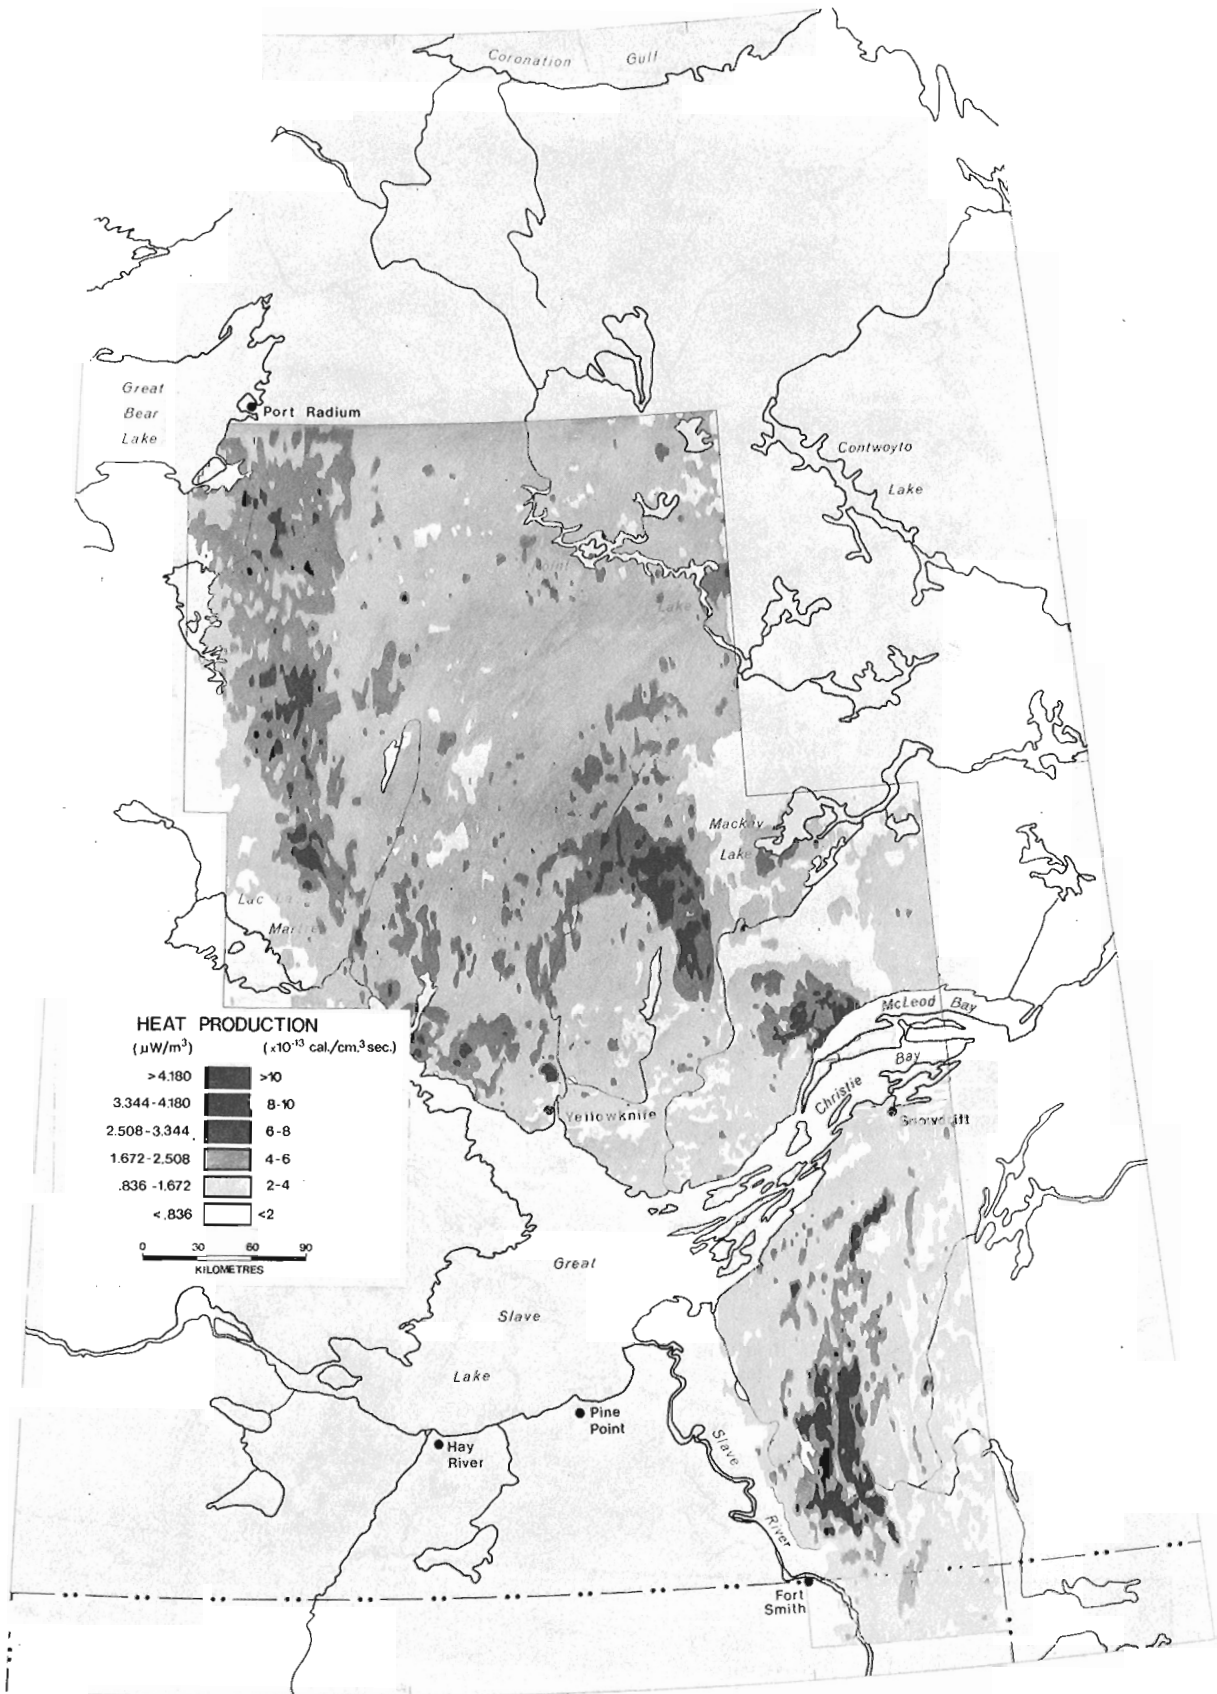 Coronation Gulf
Great
Bear
Lake
Port Radium
Contwoyto
Lake
Point
Lake
Mackay
Lake
Lac La
Martre
McLeod Bay
Bay
Christie
Snowdrift
Yellowknife
HEAT PRODUCTION
(µW/m³) (x10⁻¹³ cal./cm.³sec.)
>4.180 >10
3.344-4.180 8-10
2.508-3.344 6-8
1.672-2.508 4-6
.836-1.672 2-4
<.836 <2
0 30 60 90
KILOMETRES
Great
Slave
Lake
Pine
Point
Hay
River
Slave
River
Fort
Smith